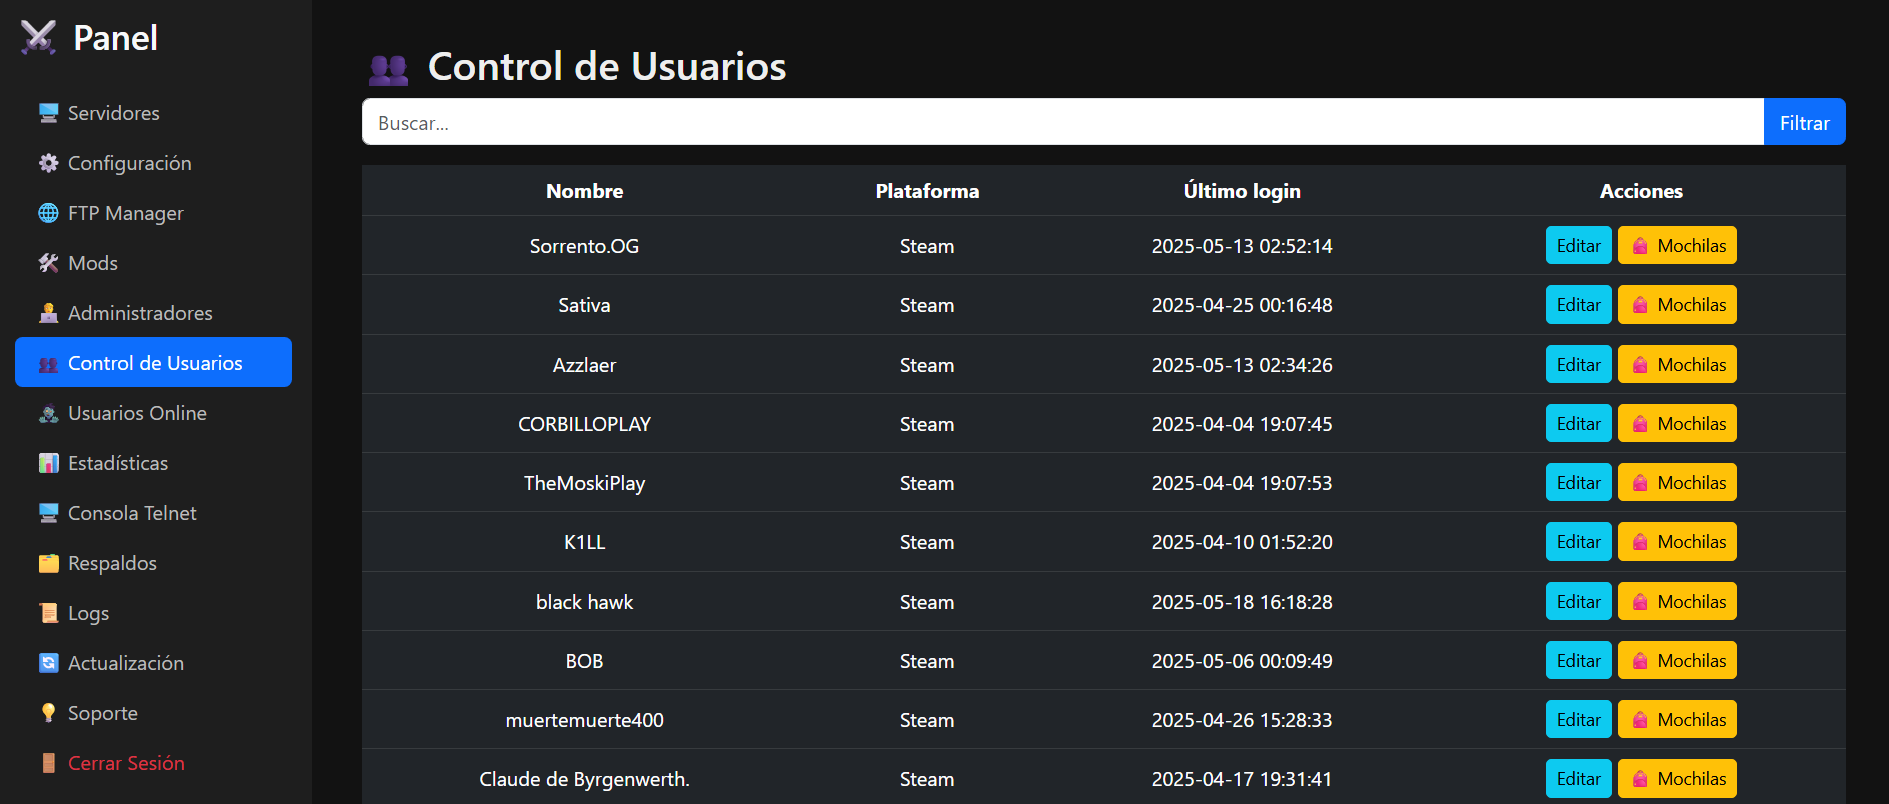 Panel
Servidores
Configuración
FTP Manager
Mods
Administradores
Control de Usuarios
Usuarios Online
Estadísticas
Consola Telnet
Respaldos
Logs
Actualización
Soporte
Cerrar Sesión
Control de Usuarios
Buscar... Filtrar
Nombre Plataforma Último login Acciones
Sorrento.OG Steam 2025-05-13 02:52:14 Editar Mochilas
Sativa Steam 2025-04-25 00:16:48 Editar Mochilas
Azzlaer Steam 2025-05-13 02:34:26 Editar Mochilas
CORBILLOPLAY Steam 2025-04-04 19:07:45 Editar Mochilas
TheMoskiPlay Steam 2025-04-04 19:07:53 Editar Mochilas
K1LL Steam 2025-04-10 01:52:20 Editar Mochilas
black hawk Steam 2025-05-18 16:18:28 Editar Mochilas
BOB Steam 2025-05-06 00:09:49 Editar Mochilas
muertemuerte400 Steam 2025-04-26 15:28:33 Editar Mochilas
Claude de Byrgenwerth. Steam 2025-04-17 19:31:41 Editar Mochilas